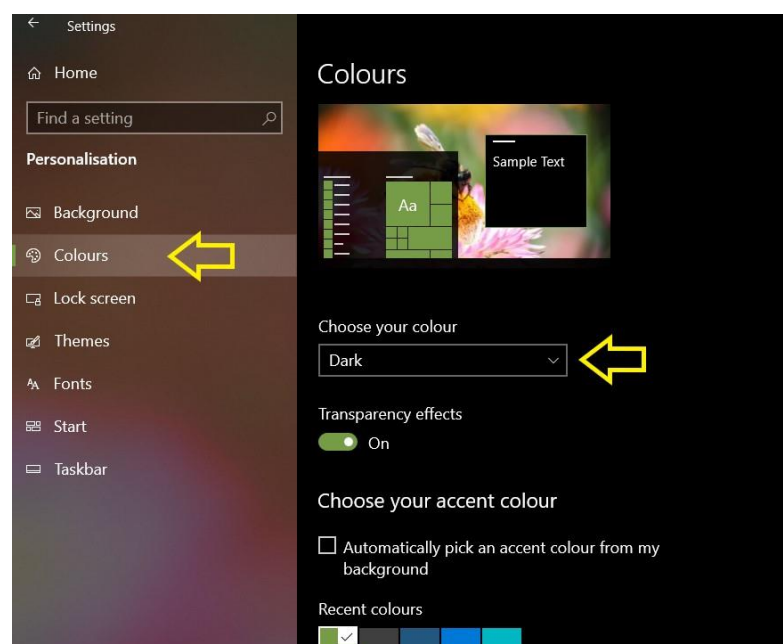 Settings
Home
Find a setting
Personalisation
Background
Colours
Lock screen
Themes
Fonts
Start
Taskbar
Colours
Sample Text
Aa
Choose your colour
Dark
Transparency effects
On
Choose your accent colour
Automatically pick an accent colour from my
background
Recent colours